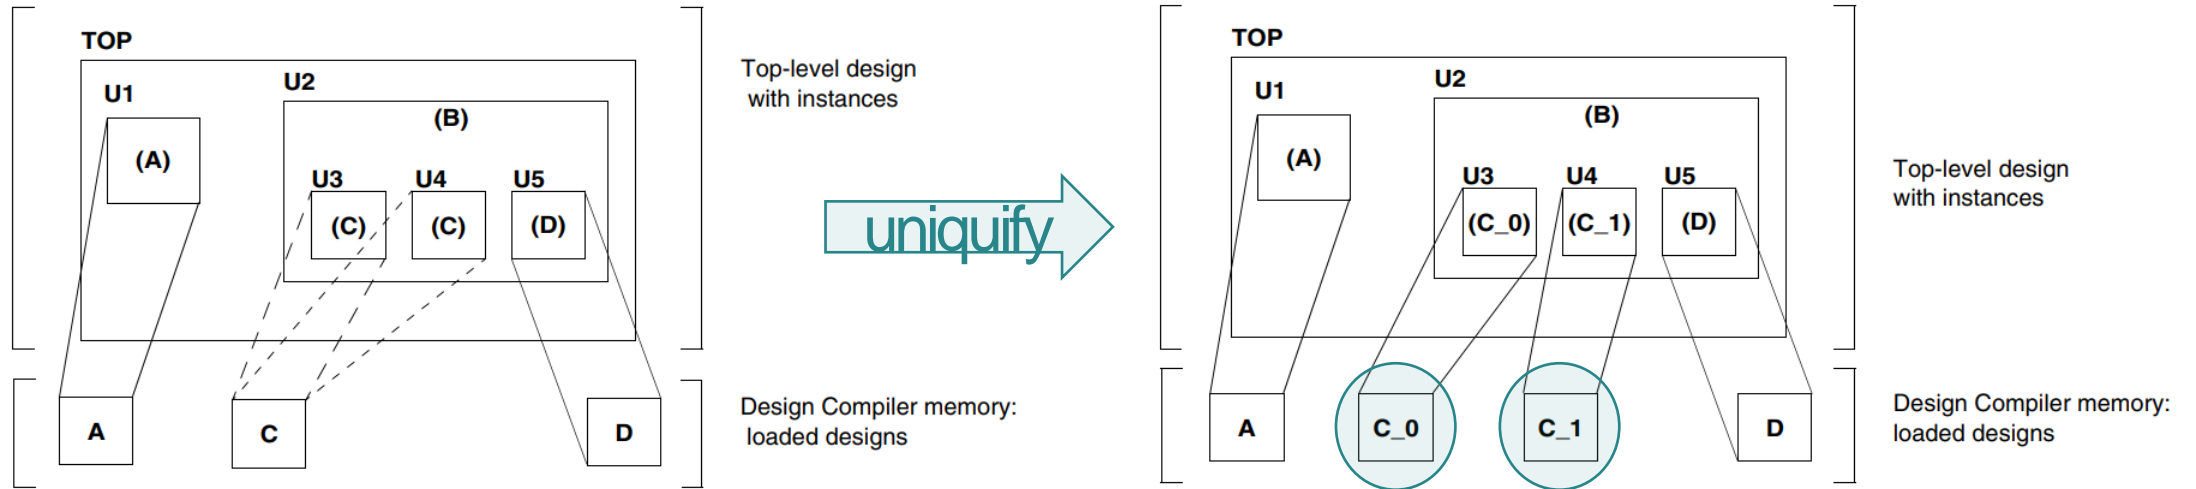 TOP
U1
(A)
U2
(B)
U3
(C)
U4
(C)
U5
(D)
A
C
D
Top-level design
with instances
Design Compiler memory:
loaded designs
uniquify
TOP
U1
(A)
U2
(B)
U3
(C_0)
U4
(C_1)
U5
(D)
A
C_0
C_1
D
Top-level design
with instances
Design Compiler memory:
loaded designs